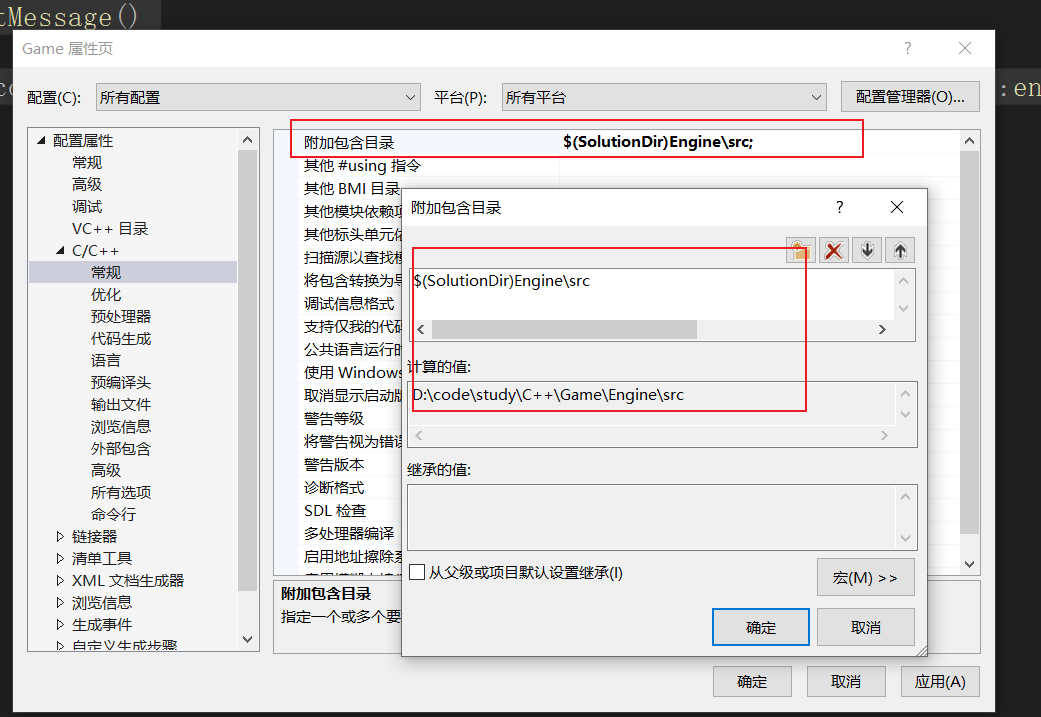 tMessage()
Game 属性页
配置(C):
所有配置
平台(P):
所有平台
配置管理器(O)...
:en
配置属性
常规
高级
调试
VC++ 目录
C/C++
常规
优化
预处理器
代码生成
语言
预编译头
输出文件
浏览信息
外部包含
高级
所有选项
命令行
链接器
清单工具
XML 文档生成器
浏览信息
生成事件
自定义生成步骤
附加包含目录
$(SolutionDir)Engine\src;
其他 #using 指令
其他 BMI 目录
其他模块依赖项
其他标头单元依
扫描源以查找模
将包含转换为导
调试信息格式
支持仅我的代码
公共语言运行时
使用 Windows
取消显示启动版
警告等级
将警告视为错误
警告版本
诊断格式
SDL 检查
多处理器编译
启用地址擦除系
附加包含目录
指定一个或多个要
附加包含目录
$(SolutionDir)Engine\src
计算的值:
D:\code\study\C++\Game\Engine\src
继承的值:
从父级或项目默认设置继承(I)
宏(M) >>
确定
取消
确定
取消
应用(A)